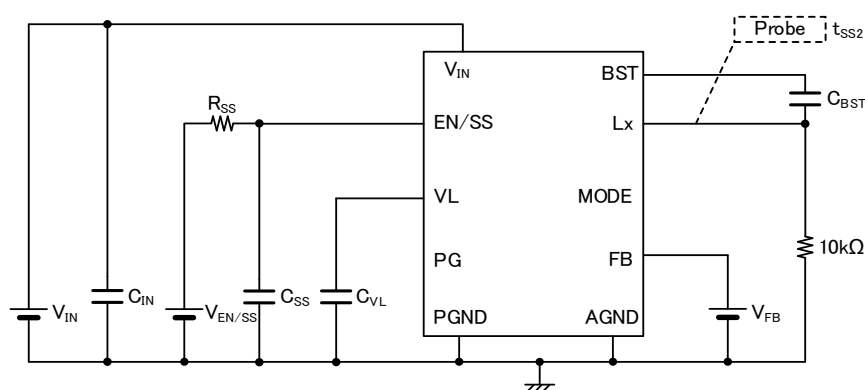 Probe tSS2
VIN
BST
RSS
CBST
EN/SS
Lx
VL
MODE
PG
FB
10kΩ
VIN
CIN
VEN/SS
CSS
CVL
VFB
PGND
AGND